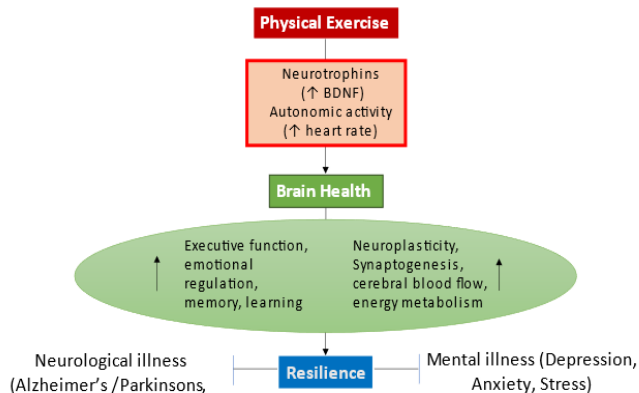 Physical Exercise
Neurotrophins
(↑ BDNF)
Autonomic activity
(↑ heart rate)
Brain Health
Executive function,
emotional
regulation,
memory, learning
Neuroplasticity,
Synaptogenesis,
cerebral blood flow,
energy metabolism
Neurological illness
(Alzheimer's /Parkinsons,
Resilience
Mental illness (Depression,
Anxiety, Stress)